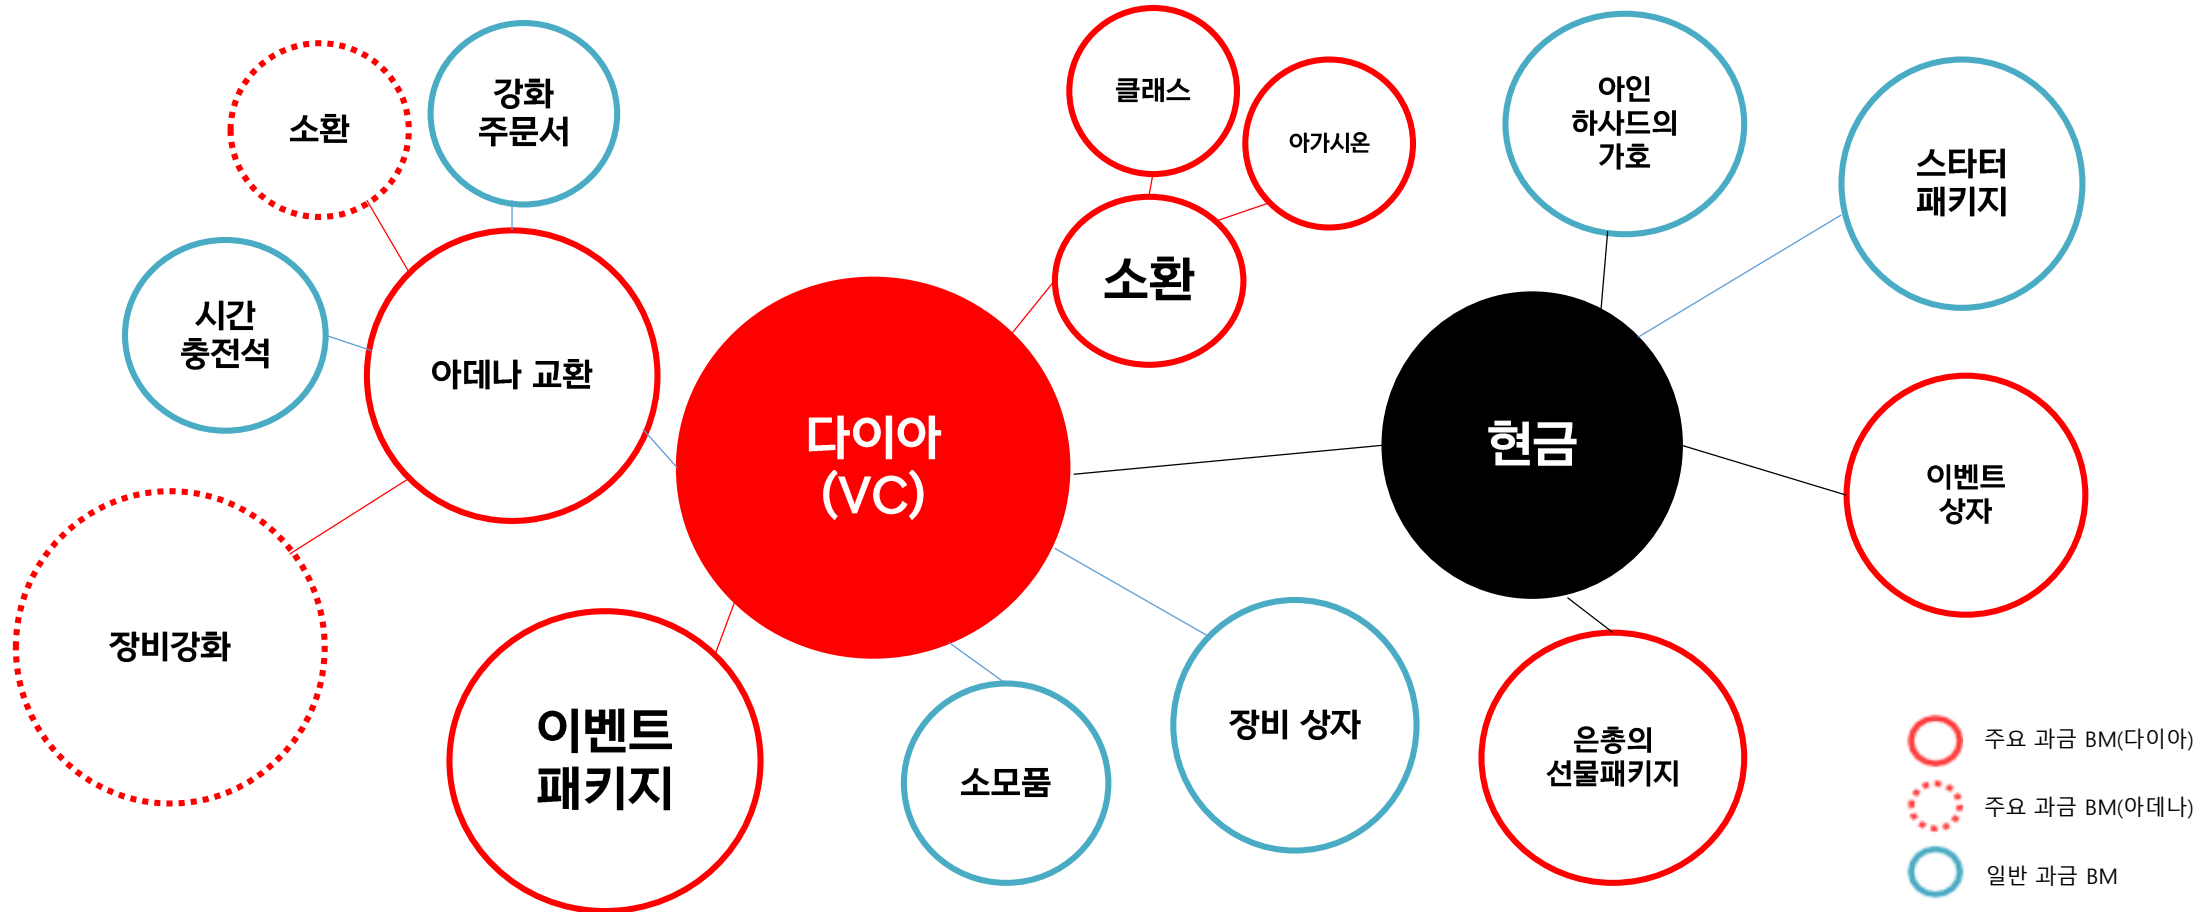 소환
강화
주문서
시간
충전석
아데나 교환
장비강화
클래스
아가시온
소환
다이아
(VC)
이벤트
패키지
소모품
장비 상자
아인
하사드의
가호
스타터
패키지
현금
이벤트
상자
은총의
선물패키지
주요 과금 BM(다이아)
주요 과금 BM(아데나)
일반 과금 BM